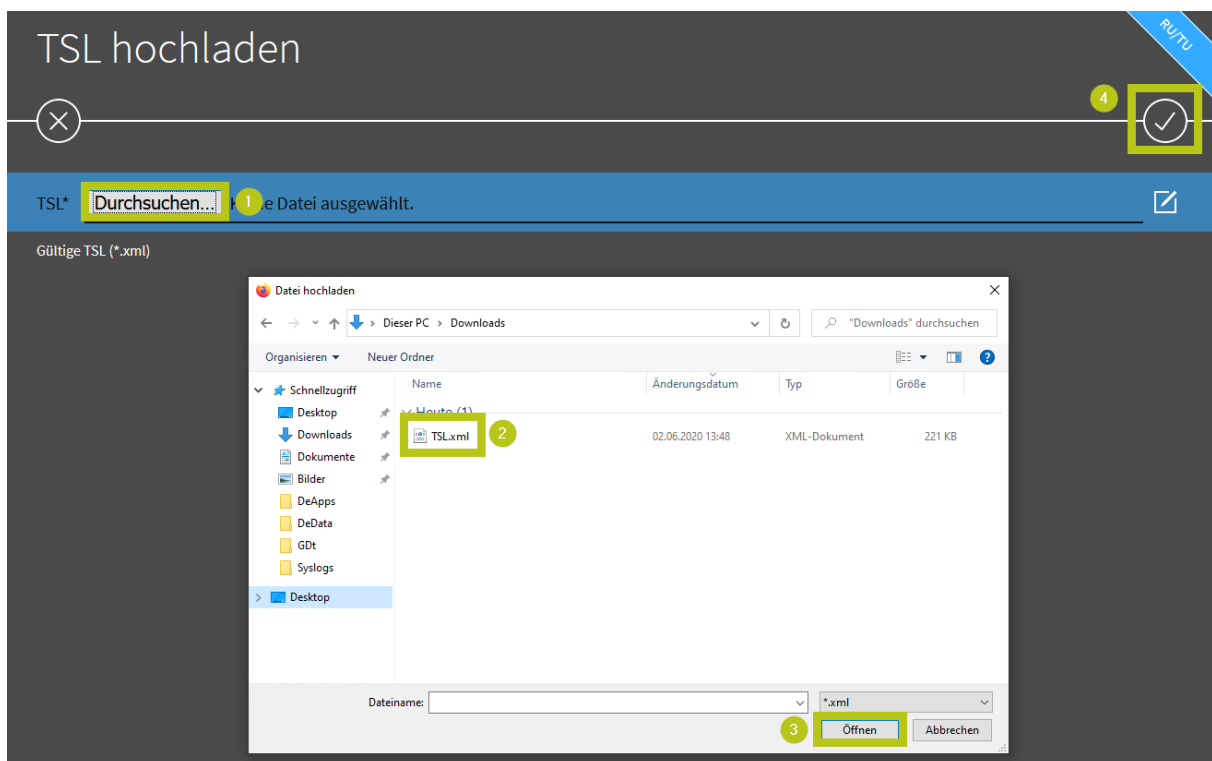 TSL hochladen
RU/TU
4
TSL* Durchsuchen... 1 e Datei ausgewählt.
Gültige TSL (*.xml)
Datei hochladen
Dieser PC > Downloads
"Downloads" durchsuchen
Organisieren
Neuer Ordner
Name Änderungsdatum Typ Größe
Schnellzugriff
Desktop
Downloads
Dokumente
Bilder
DeApps
DeData
GDt
Syslogs
Desktop
Heute (1)
TSL.xml 2 02.06.2020 13:48 XML-Dokument 221 KB
Dateiname:
*.xml
3 Öffnen Abbrechen